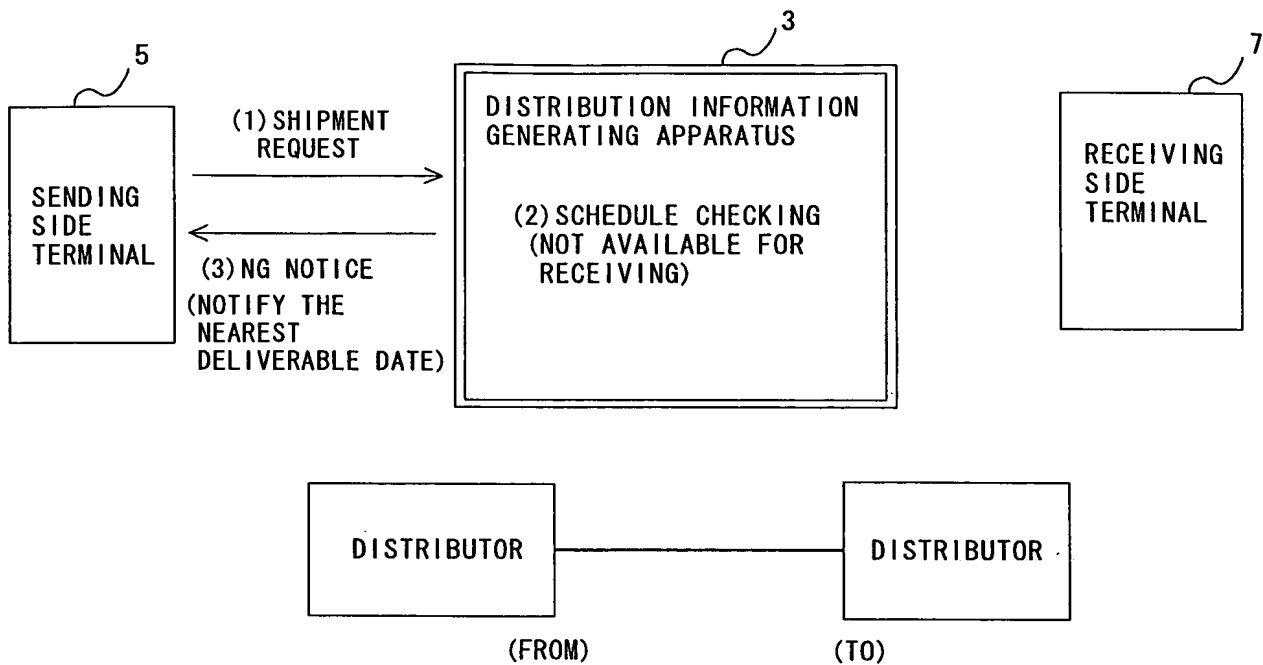 5
3
7
(1)SHIPMENT
REQUEST
SENDING
SIDE
TERMINAL
(3)NG NOTICE
(NOTIFY THE
NEAREST
DELIVERABLE DATE)
DISTRIBUTION INFORMATION
GENERATING APPARATUS
(2)SCHEDULE CHECKING
(NOT AVAILABLE FOR
RECEIVING)
RECEIVING
SIDE
TERMINAL
DISTRIBUTOR
DISTRIBUTOR
(FROM)
(TO)